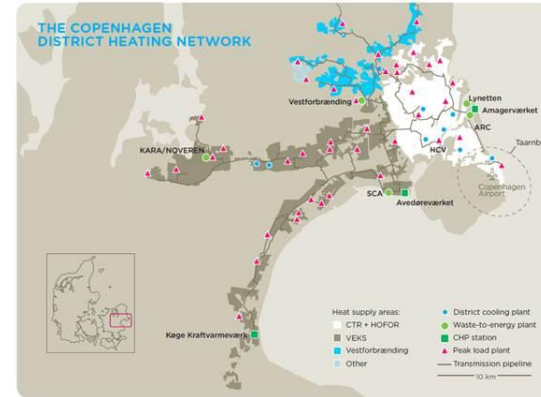 THE COPENHAGEN
DISTRICT HEATING NETWORK
Vestforbrænding
Lynetten
Amagerværket
ARC
KARA/NOVEREN
HCV
Taarnb
Copenhagen
Airport
SCA
Avedøreværket
Køge Kraftvarmeværk
Heat supply areas:
CTR + HOFOR
VEKS
Vestforbrænding
Other
District cooling plant
Waste-to-energy plant
CHP station
Peak load plant
Transmission pipeline
10 km